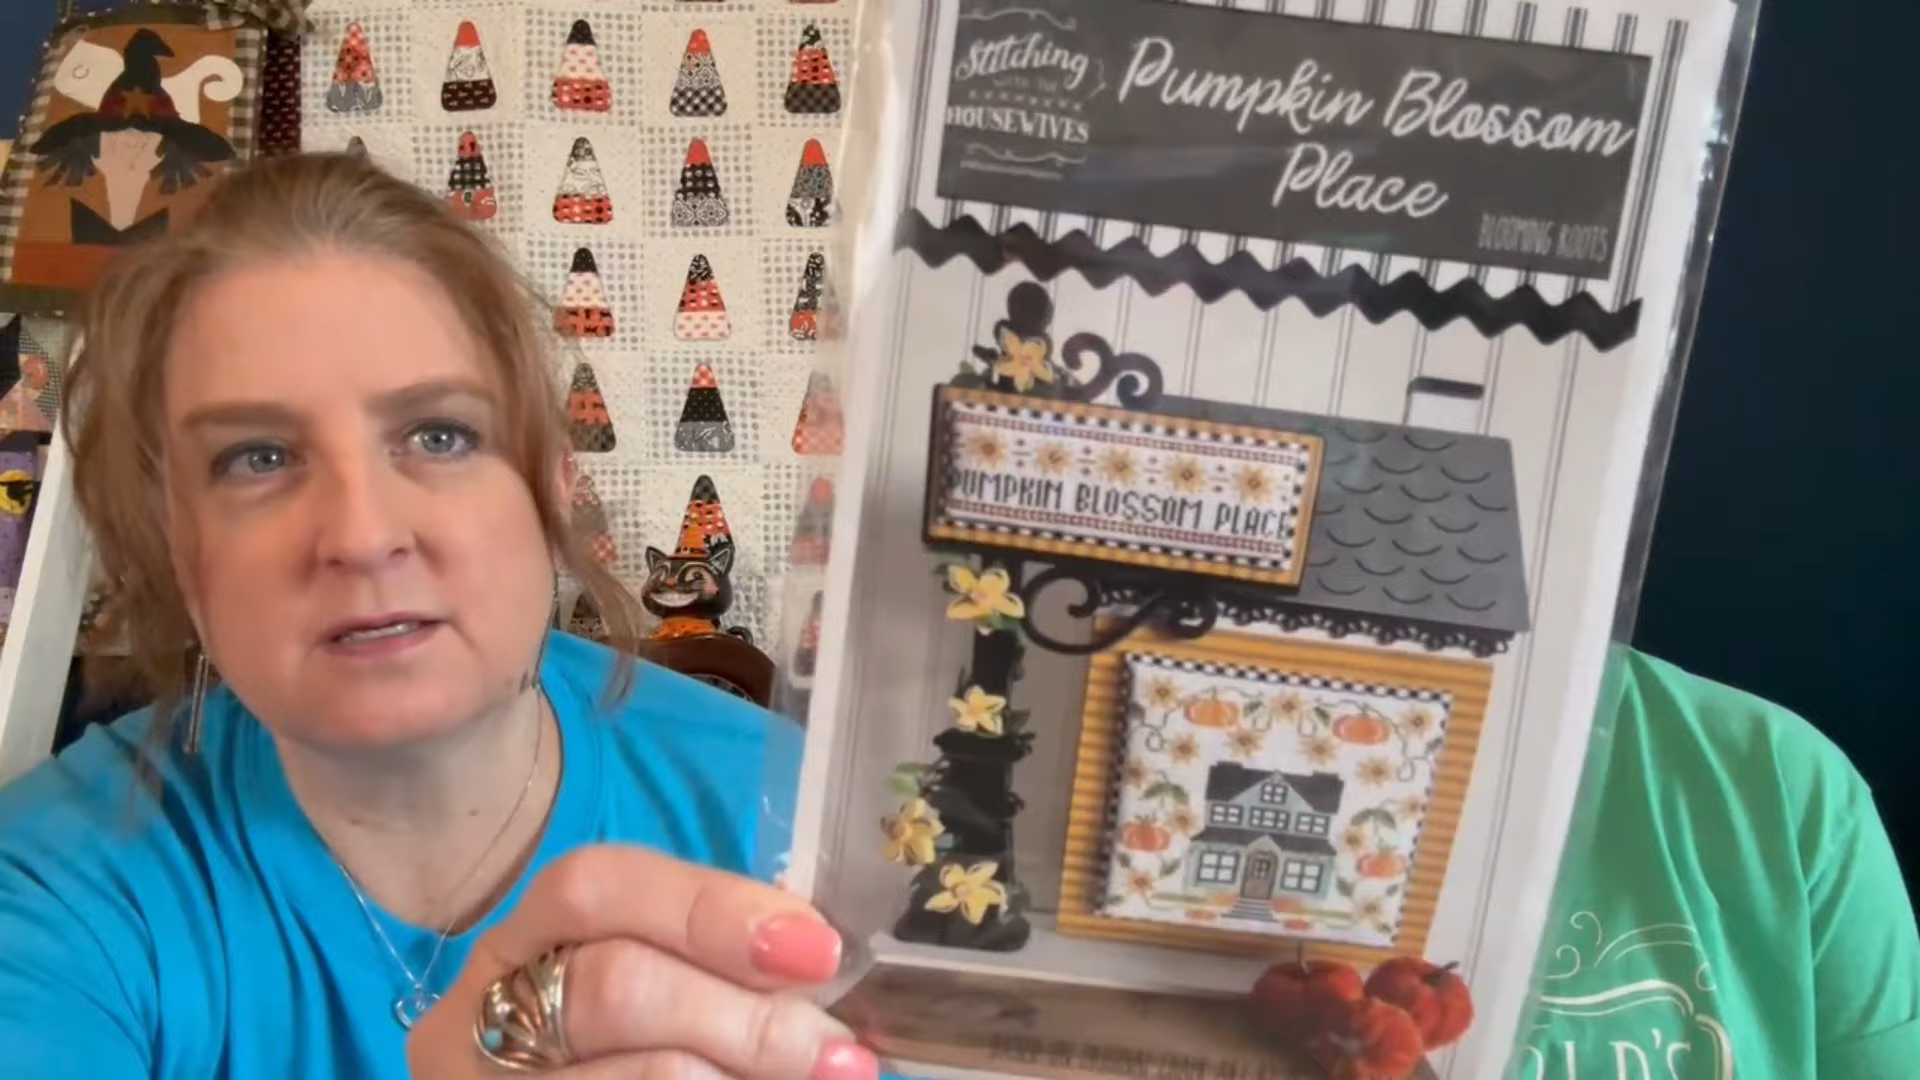 Stitching
WITH THE
HOUSEWIVES
Pumpkin Blossom
Place
BLOOMING ROOTS
PUMPKIN BLOSSOM PLACE